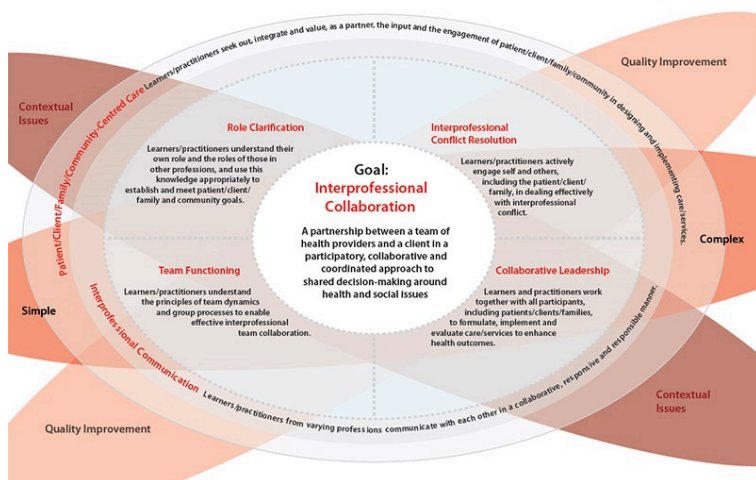 Patient/Client/Family/Community-Centred Care
Learners/practitioners seek out, integrate and value, as a partner, the input and the engagement of patient/client/family/community in designing and implementing care/services.
Contextual
Issues
Quality Improvement
Role Clarification
Learners/practitioners understand their
own role and the roles of those in
other professions, and use this
knowledge appropriately to
establish and meet patient/client/
family and community goals.
Interprofessional
Conflict Resolution
Learners/practitioners actively
engage self and others,
including the patient/client/
family, in dealing effectively
with interprofessional
conflict.
Goal:
Interprofessional
Collaboration
A partnership between a team of
health providers and a client in a
participatory, collaborative and
coordinated approach to
shared decision-making around
health and social issues
Simple
Complex
Team Functioning
Learners/practitioners understand
the principles of team dynamics
and group processes to enable
effective interprofessional
team collaboration.
Collaborative Leadership
Learners and practitioners work
together with all participants,
including patients/clients/families,
to formulate, implement and
evaluate care/services to enhance
health outcomes.
Interprofessional Communication
Learners/practitioners from varying professions communicate with each other in a collaborative, responsive and responsible manner.
Quality Improvement
Contextual
Issues